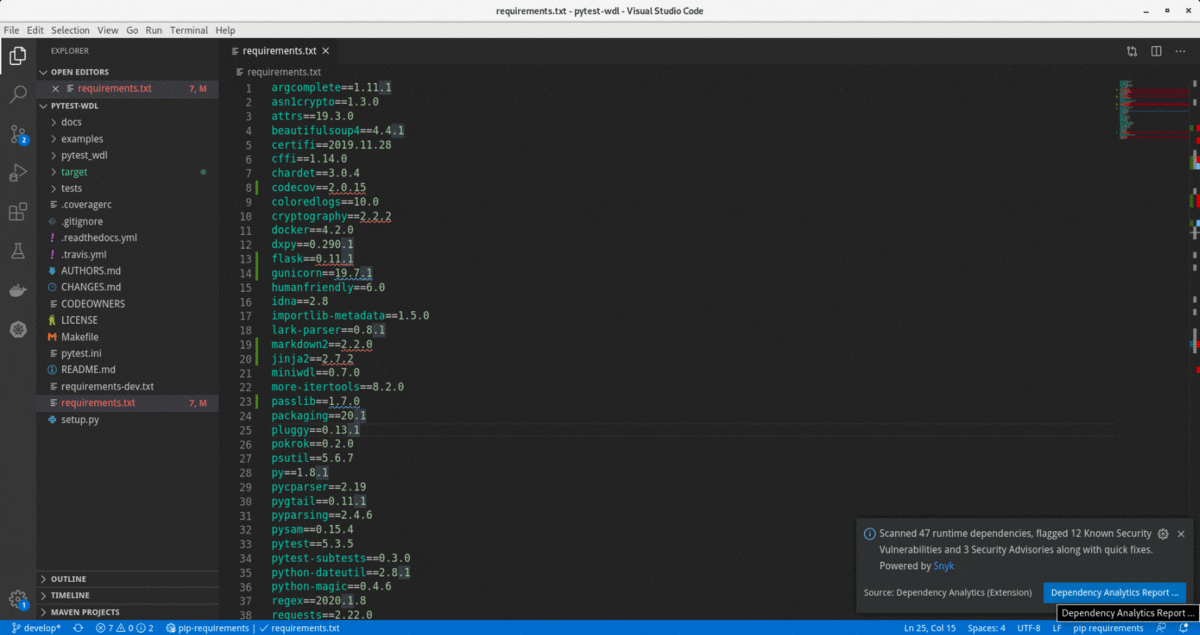 requirements.txt - pytest-wdl - Visual Studio Code
File Edit Selection View Go Run Terminal Help
EXPLORER
OPEN EDITORS
requirements.txt 7, M
PYTEST-WDL
docs
examples
pytest_wdl
target
tests
.coveragerc
.gitignore
.readthedocs.yml
.travis.yml
AUTHORS.md
CHANGES.md
CODEOWNERS
LICENSE
Makefile
pytest.ini
README.md
requirements-dev.txt
requirements.txt 7, M
setup.py
OUTLINE
TIMELINE
MAVEN PROJECTS
2
1
requirements.txt
requirements.txt
1 argcomplete==1.11.1
2 asn1crypto==1.3.0
3 attrs==19.3.0
4 beautifulsoup4==4.4.1
5 certifi==2019.11.28
6 cffi==1.14.0
7 chardet==3.0.4
8 codecov==2.0.15
9 coloredlogs==10.0
10 cryptography==2.2.2
11 docker==4.2.0
12 dxpy==0.290.1
13 flask==0.11.1
14 gunicorn==19.7.1
15 humanfriendly==6.0
16 idna==2.8
17 importlib-metadata==1.5.0
18 lark-parser==0.8.1
19 markdown2==2.2.0
20 jinja2==2.7.2
21 miniwdl==0.7.0
22 more-itertools==8.2.0
23 passlib==1.7.0
24 packaging==20.1
25 pluggy==0.13.1
26 pokrok==0.2.0
27 psutil==5.6.7
28 py==1.8.1
29 pycparser==2.19
30 pygtail==0.11.1
31 pyparsing==2.4.6
32 pysam==0.15.4
33 pytest==5.3.5
34 pytest-subtests==0.3.0
35 python-dateutil==2.8.1
36 python-magic==0.4.6
37 regex==2020.1.8
38 requests==2.22.0
Scanned 47 runtime dependencies, flagged 12 Known Security
Vulnerabilities and 3 Security Advisories along with quick fixes.
Powered by Snyk
Source: Dependency Analytics (Extension) Dependency Analytics Report ...
Dependency Analytics Report ...
develop* 7 0 2 pip-requirements requirements.txt Ln 25, Col 15 Spaces: 4 UTF-8 LF pip requirements